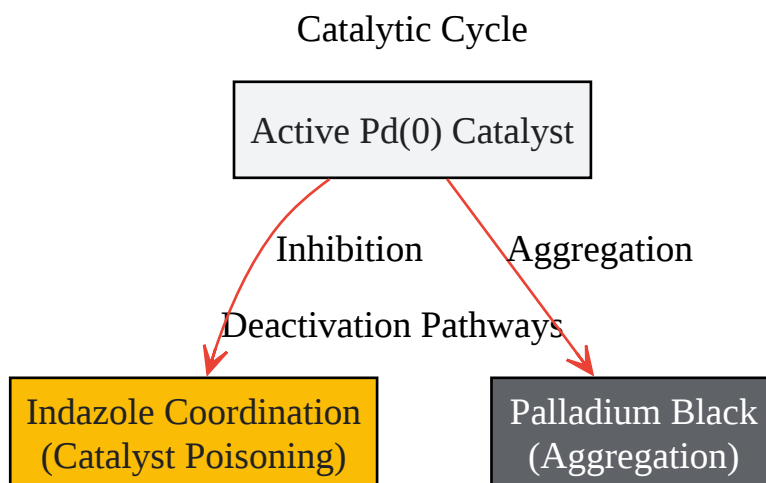 Catalytic Cycle
Active Pd(0) Catalyst
Inhibition
Aggregation
Deactivation Pathways
Indazole Coordination
(Catalyst Poisoning)
Palladium Black
(Aggregation)